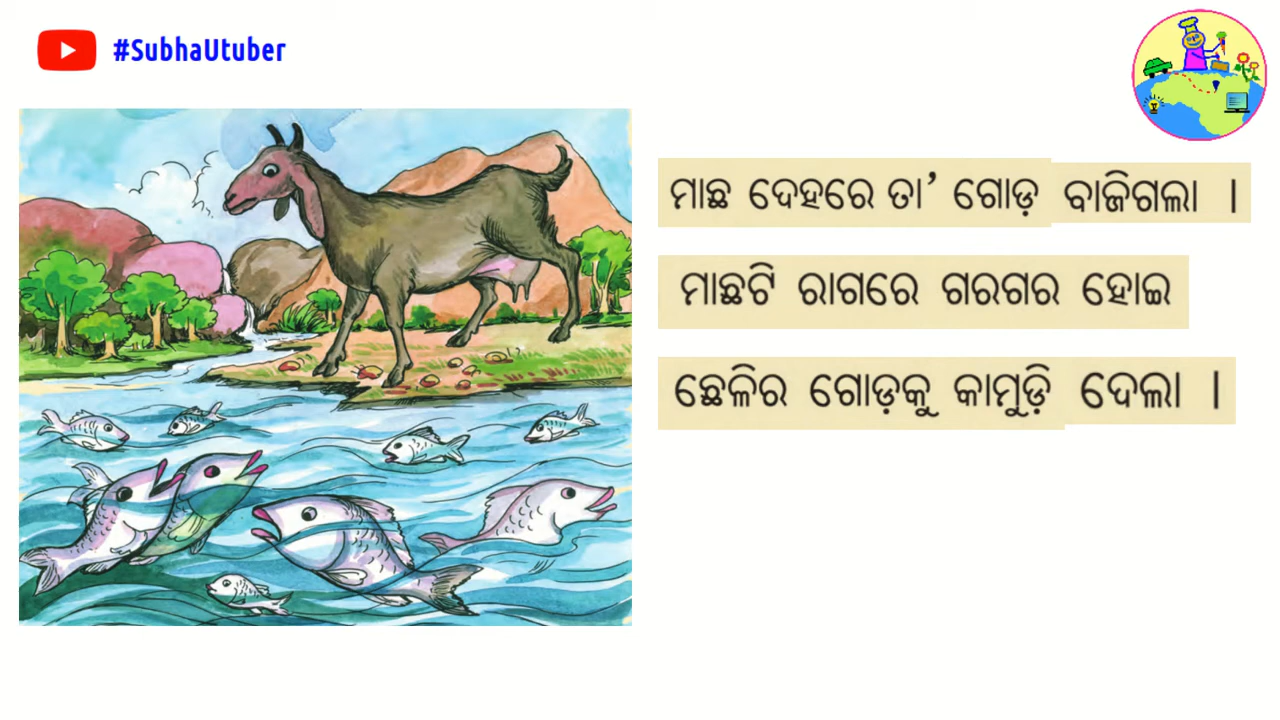 #SubhaUtuber
ମାଛ ଦେହରେ ତା’ ଗୋଡ଼ ବାଜିଗଲା ।
ମାଛଟି ରାଗରେ ଗରଗର ହୋଇ
ଛେଳିର ଗୋଡ଼କୁ କାମୁଡ଼ି ଦେଲା ।